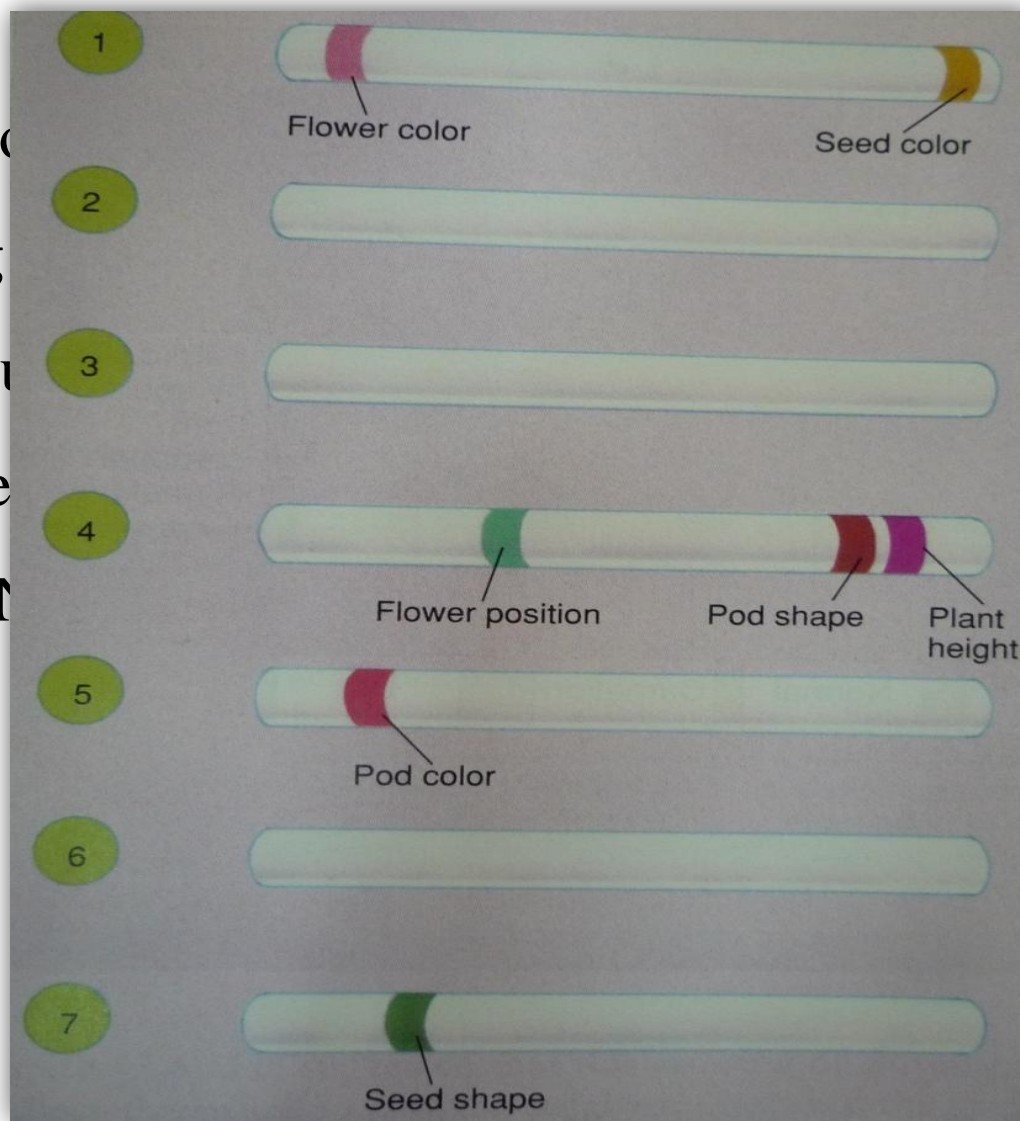 1
Flower color
Seed color
2
3
4
Flower position
Pod shape
Plant
height
5
Pod color
6
7
Seed shape